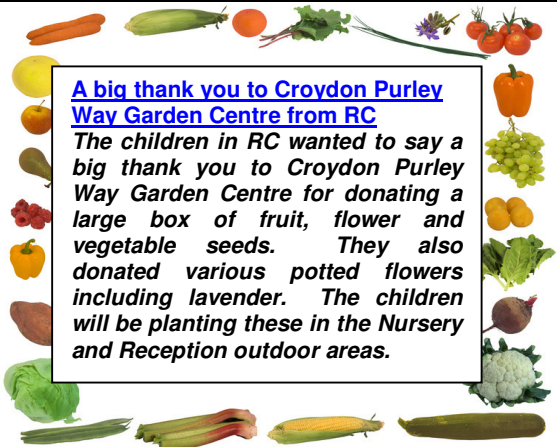 A big thank you to Croydon Purley
Way Garden Centre from RC
The children in RC wanted to say a
big thank you to Croydon Purley
Way Garden Centre for donating a
large box of fruit, flower and
vegetable seeds. They also
donated various potted flowers
including lavender. The children
will be planting these in the Nursery
and Reception outdoor areas.